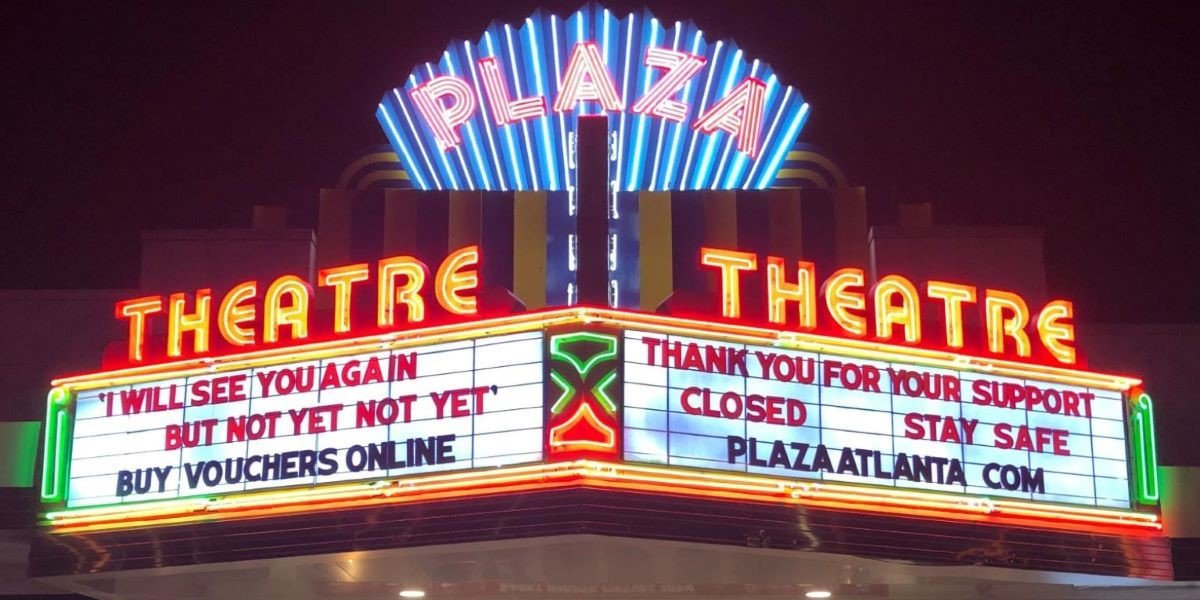 PLAZA
THEATRE
THEATRE
'I WILL SEE YOU AGAIN
BUT NOT YET NOT YET'
BUY VOUCHERS ONLINE
THANK YOU FOR YOUR SUPPORT
CLOSED STAY SAFE
PLAZAATLANTA COM